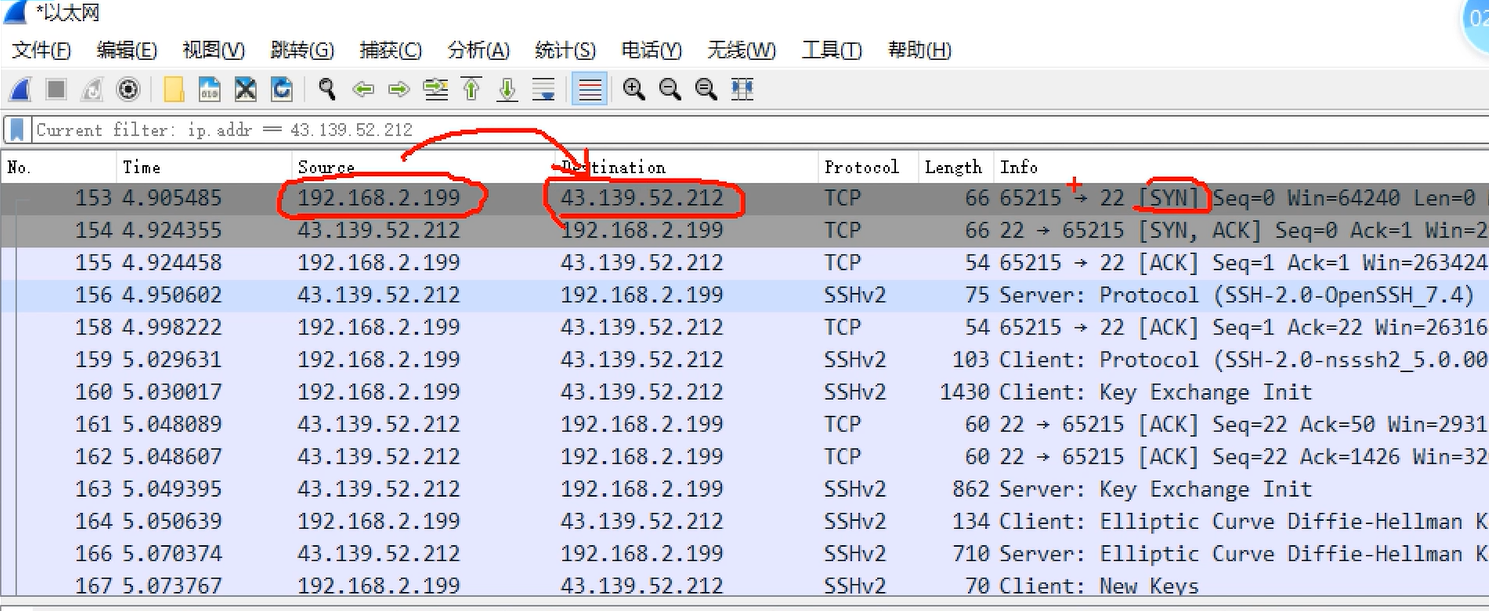 *以太网
02
文件(F) 编辑(E) 视图(V) 跳转(G) 捕获(C) 分析(A) 统计(S) 电话(Y) 无线(W) 工具(T) 帮助(H)
Current filter: ip.addr == 43.139.52.212
No. Time Source Destination Protocol Length Info
153 4.905485 192.168.2.199 43.139.52.212 TCP 66 65215 → 22 [SYN] Seq=0 Win=64240 Len=0
154 4.924355 43.139.52.212 192.168.2.199 TCP 66 22 → 65215 [SYN, ACK] Seq=0 Ack=1 Win=2
155 4.924458 192.168.2.199 43.139.52.212 TCP 54 65215 → 22 [ACK] Seq=1 Ack=1 Win=263424
156 4.950602 43.139.52.212 192.168.2.199 SSHv2 75 Server: Protocol (SSH-2.0-OpenSSH_7.4)
158 4.998222 192.168.2.199 43.139.52.212 TCP 54 65215 → 22 [ACK] Seq=1 Ack=22 Win=26316
159 5.029631 192.168.2.199 43.139.52.212 SSHv2 103 Client: Protocol (SSH-2.0-nsssh2_5.0.00
160 5.030017 192.168.2.199 43.139.52.212 SSHv2 1430 Client: Key Exchange Init
161 5.048089 43.139.52.212 192.168.2.199 TCP 60 22 → 65215 [ACK] Seq=22 Ack=50 Win=2931
162 5.048607 43.139.52.212 192.168.2.199 TCP 60 22 → 65215 [ACK] Seq=22 Ack=1426 Win=32
163 5.049395 43.139.52.212 192.168.2.199 SSHv2 862 Server: Key Exchange Init
164 5.050639 192.168.2.199 43.139.52.212 SSHv2 134 Client: Elliptic Curve Diffie-Hellman K
166 5.070374 43.139.52.212 192.168.2.199 SSHv2 710 Server: Elliptic Curve Diffie-Hellman K
167 5.073767 192.168.2.199 43.139.52.212 SSHv2 70 Client: New Keys